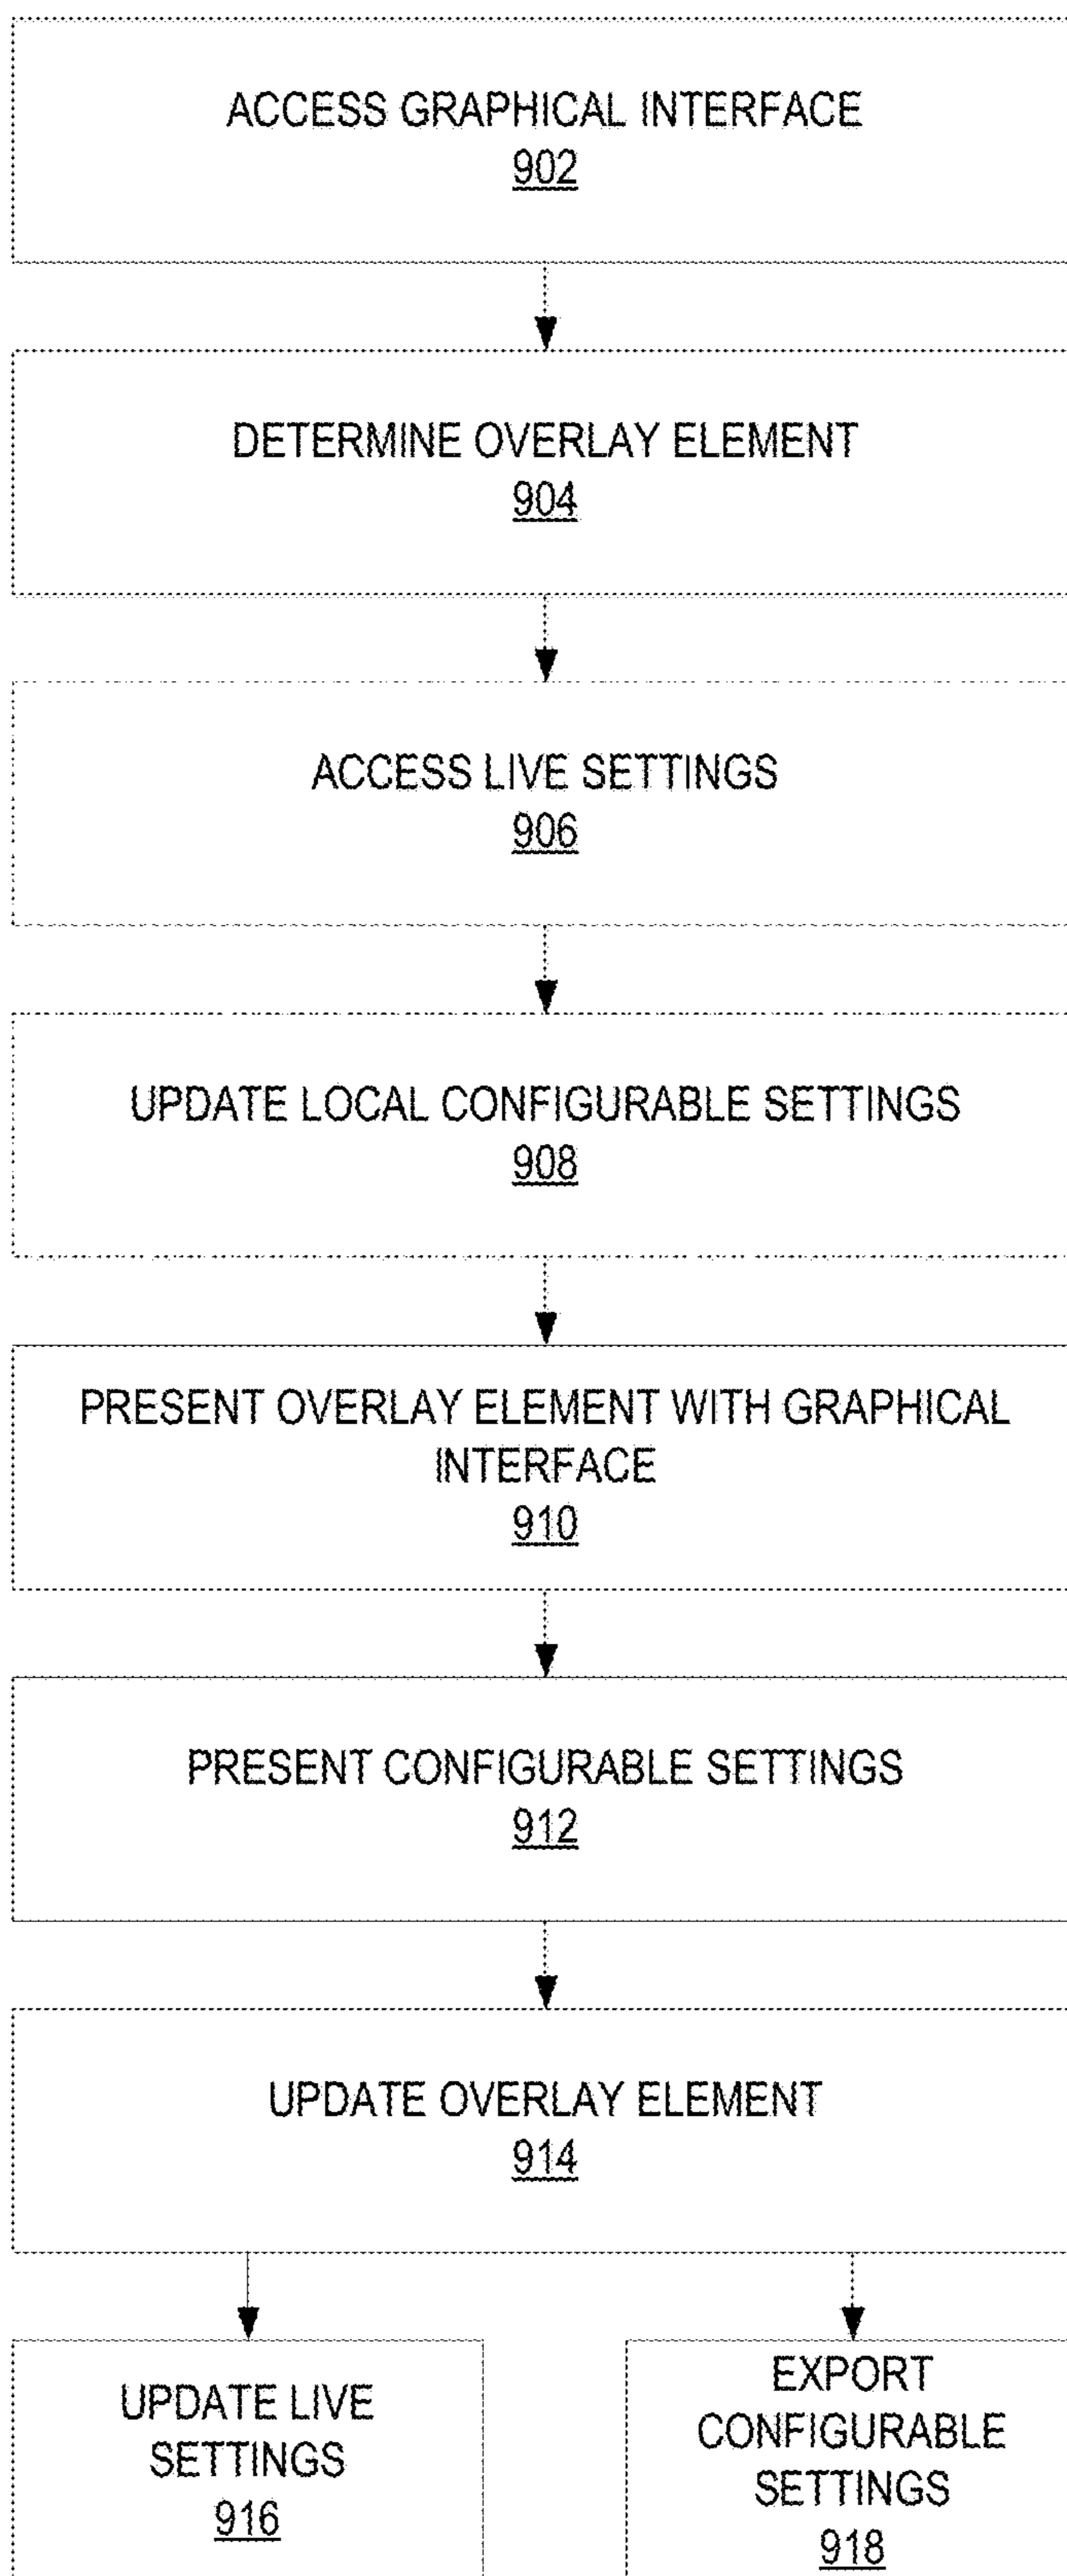 ACCESS GRAPHICAL INTERFACE
902
DETERMINE OVERLAY ELEMENT
904
ACCESS LIVE SETTINGS
906
UPDATE LOCAL CONFIGURABLE SETTINGS
908
PRESENT OVERLAY ELEMENT WITH GRAPHICAL
INTERFACE
910
PRESENT CONFIGURABLE SETTINGS
912
UPDATE OVERLAY ELEMENT
914
UPDATE LIVE
SETTINGS
916
EXPORT
CONFIGURABLE
SETTINGS
918